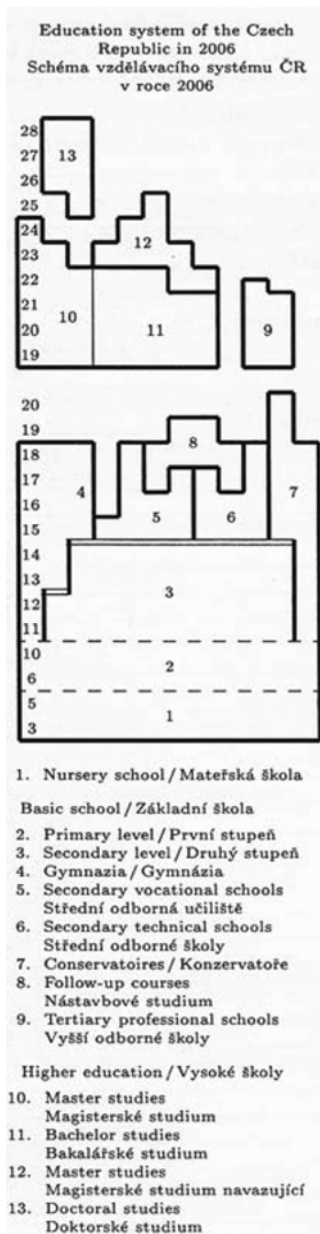 Education system of the Czech
Republic in 2006
Schéma vzdělávacího systému ČR
v roce 2006
28
27
13
26
25
24
23
12
22
21
20
10
11
9
19
20
19
18
8
17
4
7
16
5
6
15
14
13
3
12
11
10
2
6
5
1
3
1. Nursery school / Mateřská škola
Basic school / Základní škola
2. Primary level / První stupeň
3. Secondary level / Druhý stupeň
4. Gymnazia / Gymnázia
5. Secondary vocational schools
Střední odborná učiliště
6. Secondary technical schools
Střední odborné školy
7. Conservatoires / Konzervatoře
8. Follow-up courses
Nástavbové studium
9. Tertiary professional schools
Vyšší odborné školy
Higher education / Vysoké školy
10. Master studies
Magisterské studium
11. Bachelor studies
Bakalářské studium
12. Master studies
Magisterské studium navazující
13. Doctoral studies
Doktorské studium